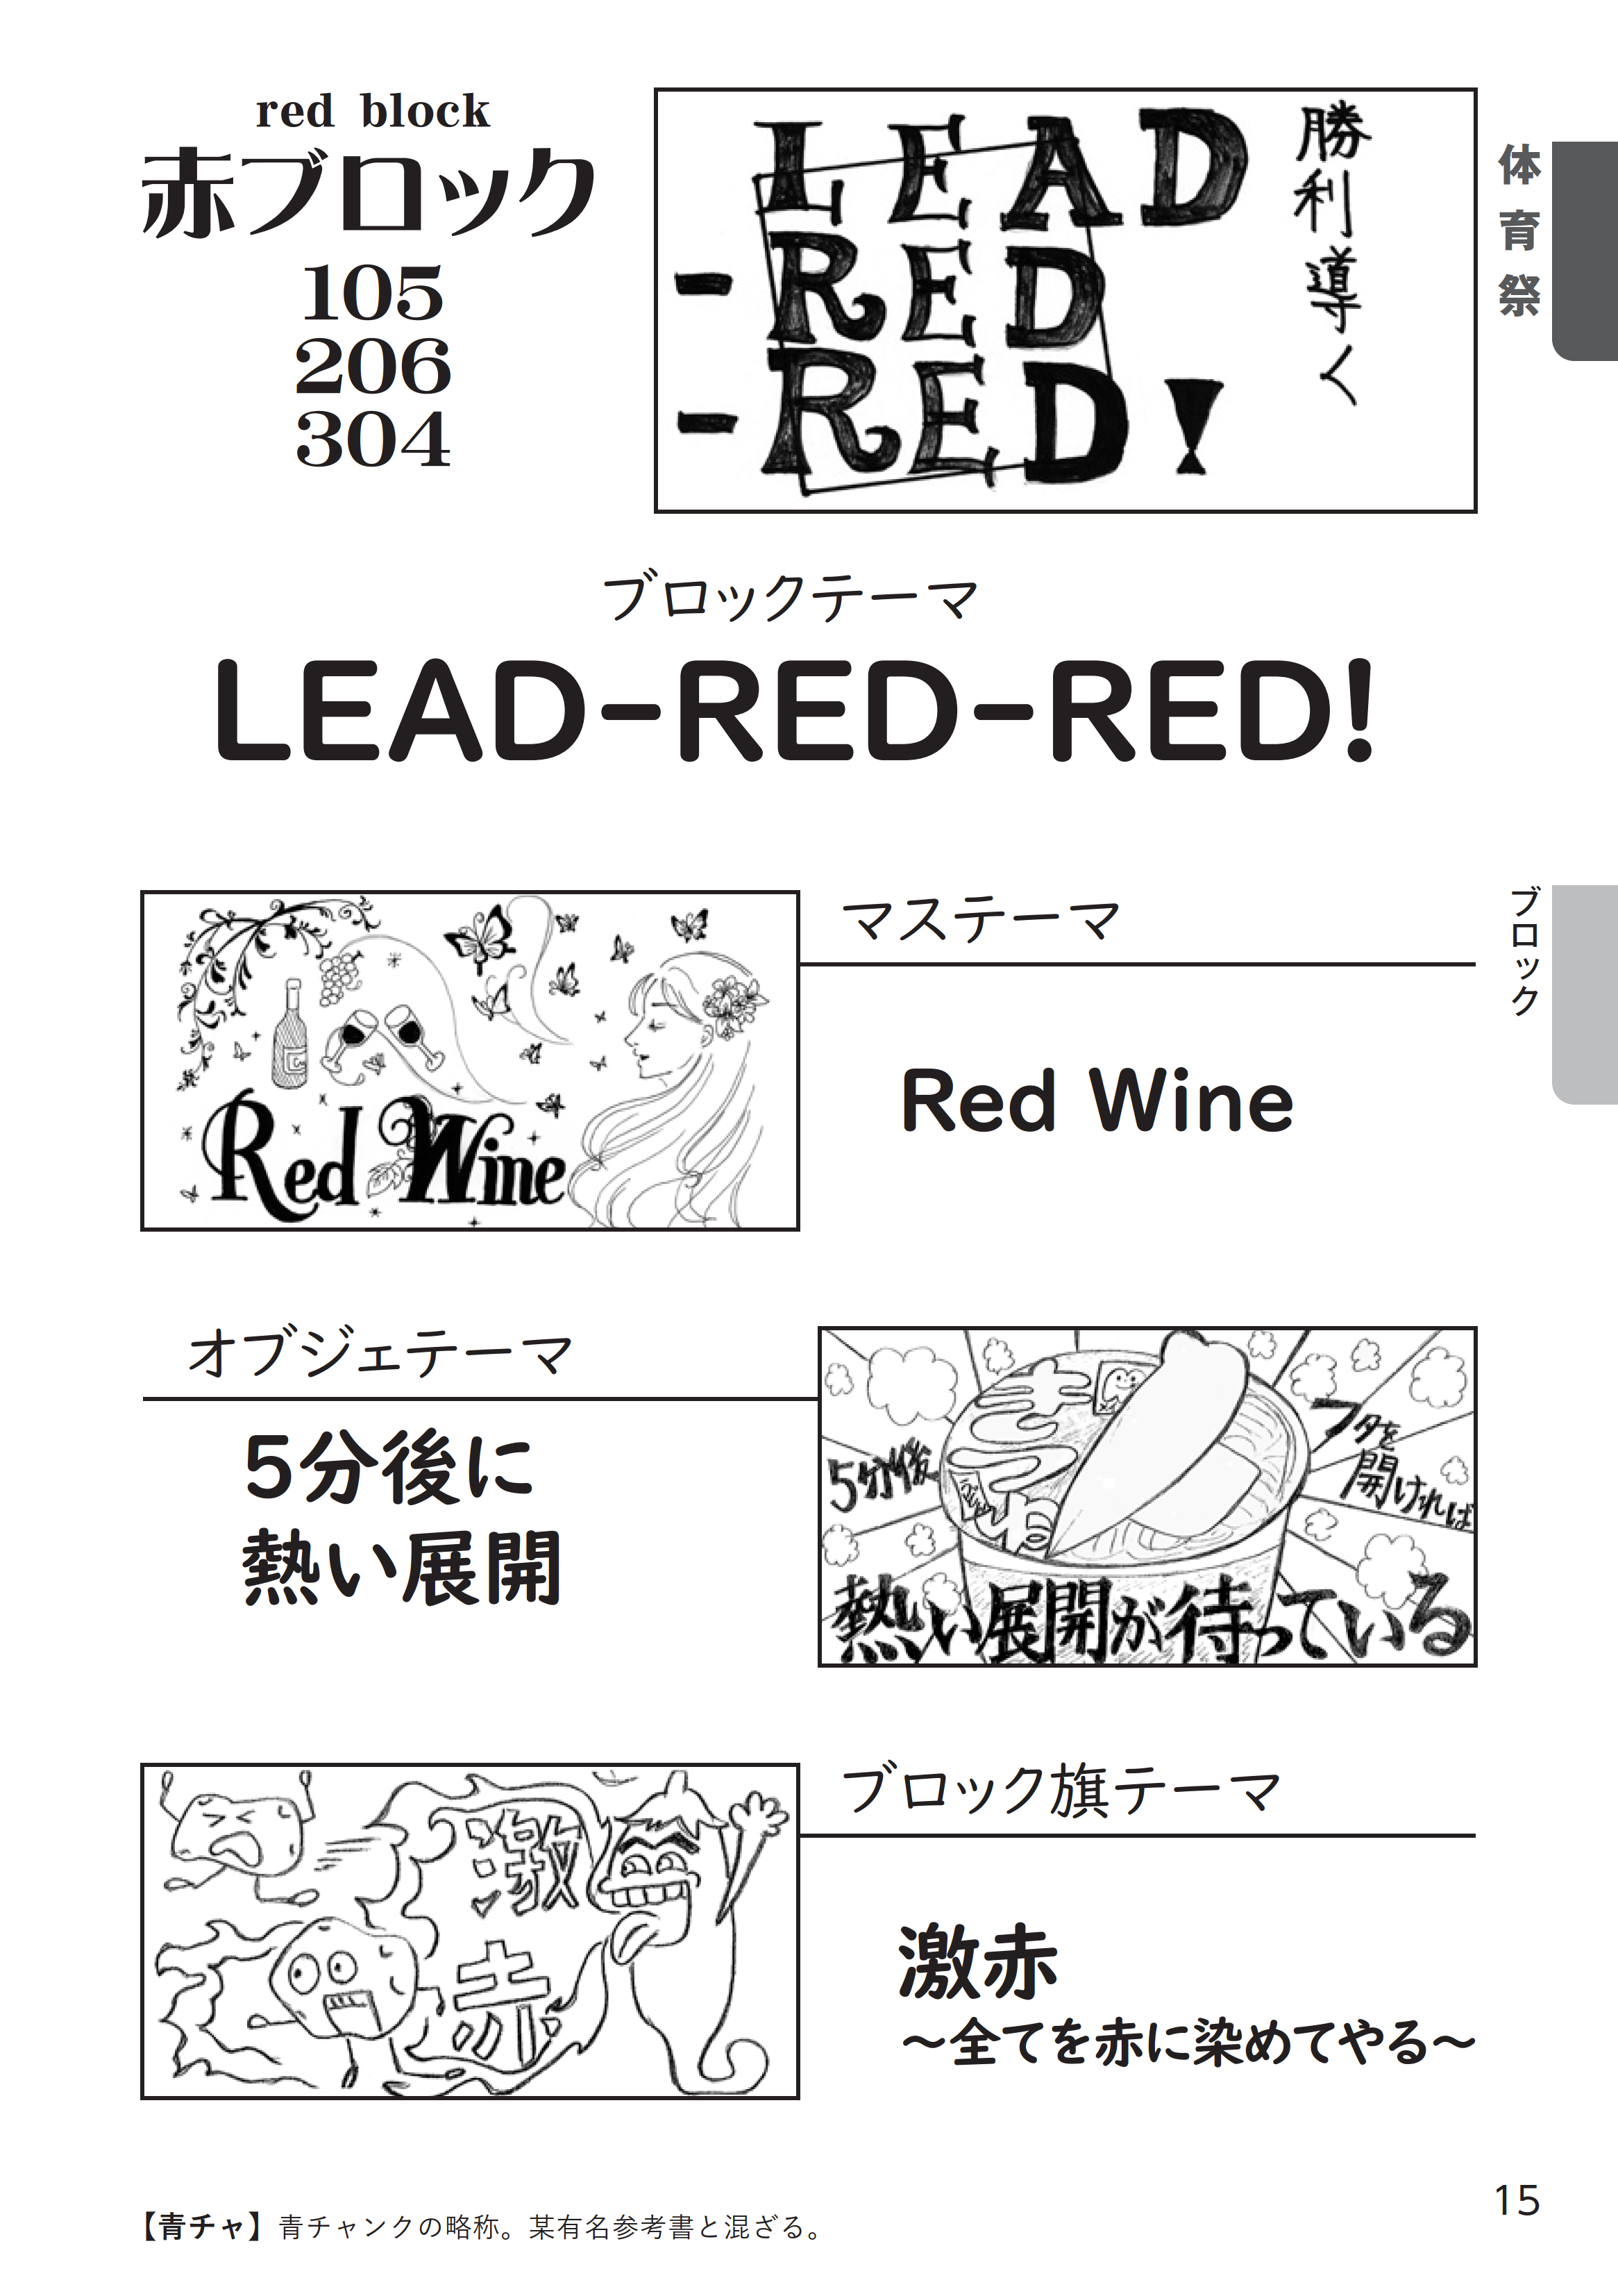 red block
赤ブロック
105
206
304
LEAD
-RED
-RED!
勝利導く
体育祭
ブロックテーマ
LEAD-RED-RED!
Red Wine
マステーマ
Red Wine
ブロック
オブジェテーマ
5分後に
熱い展開
5分後
フタを
開ければ
熱い展開が待っている
激
赤
ブロック旗テーマ
激赤
～全てを赤に染めてやる～
【青チャ】青チャンクの略称。某有名参考書と混ざる。
15